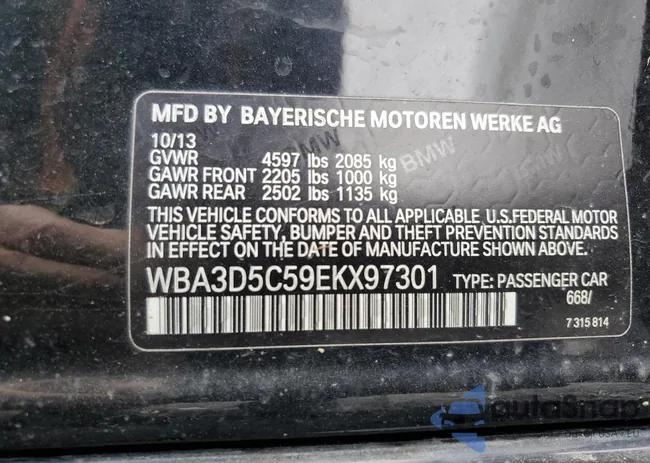 MFD BY BAYERISCHE MOTOREN WERKE AG
10/13
GVWR 4597 lbs 2085 kg
GAWR FRONT 2205 lbs 1000 kg
GAWR REAR 2502 lbs 1135 kg
THIS VEHICLE CONFORMS TO ALL APPLICABLE U.S.FEDERAL MOTOR
VEHICLE SAFETY, BUMPER AND THEFT PREVENTION STANDARDS
IN EFFECT ON THE DATE OF MANUFACTURE SHOWN ABOVE.
WBA3D5C59EKX97301 TYPE: PASSENGER CAR
668/
7 315 814
BMW
BMW
autoSnap